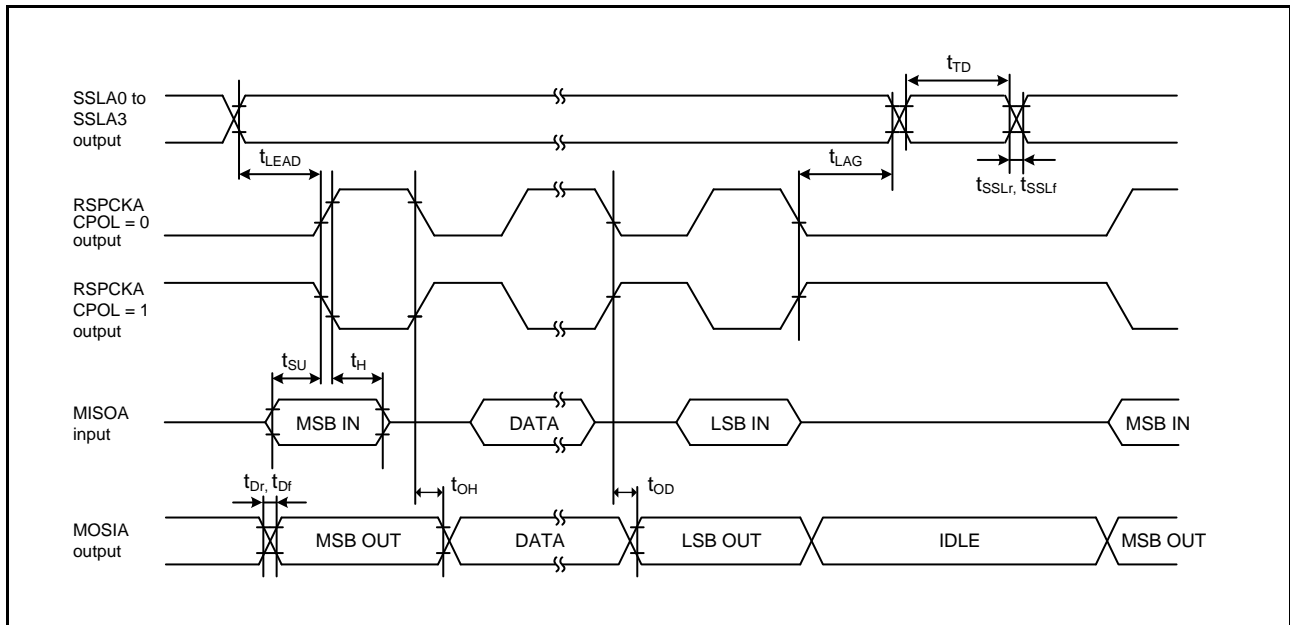 SSLA0 to
SSLA3
output
tTD
tLEAD
tLAG
tSSLr, tSSLf
RSPCKA
CPOL = 0
output
RSPCKA
CPOL = 1
output
tSU
tH
MISOA
input
MSB IN
DATA
LSB IN
MSB IN
tDr, tDf
tOH
tOD
MOSIA
output
MSB OUT
DATA
LSB OUT
IDLE
MSB OUT